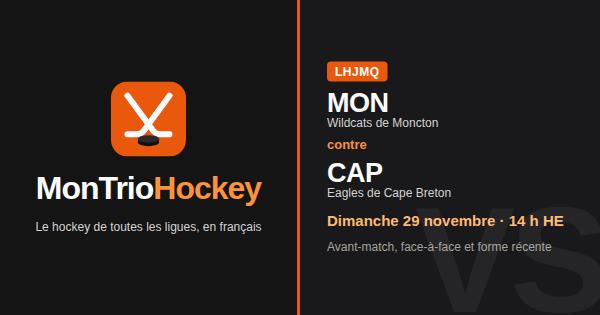 MonTrioHockey
Le hockey de toutes les ligues, en français
LHJMQ
MON
Wildcats de Moncton
contre
CAP
Eagles de Cape Breton
Dimanche 29 novembre · 14 h HE
Avant-match, face-à-face et forme récente
VS